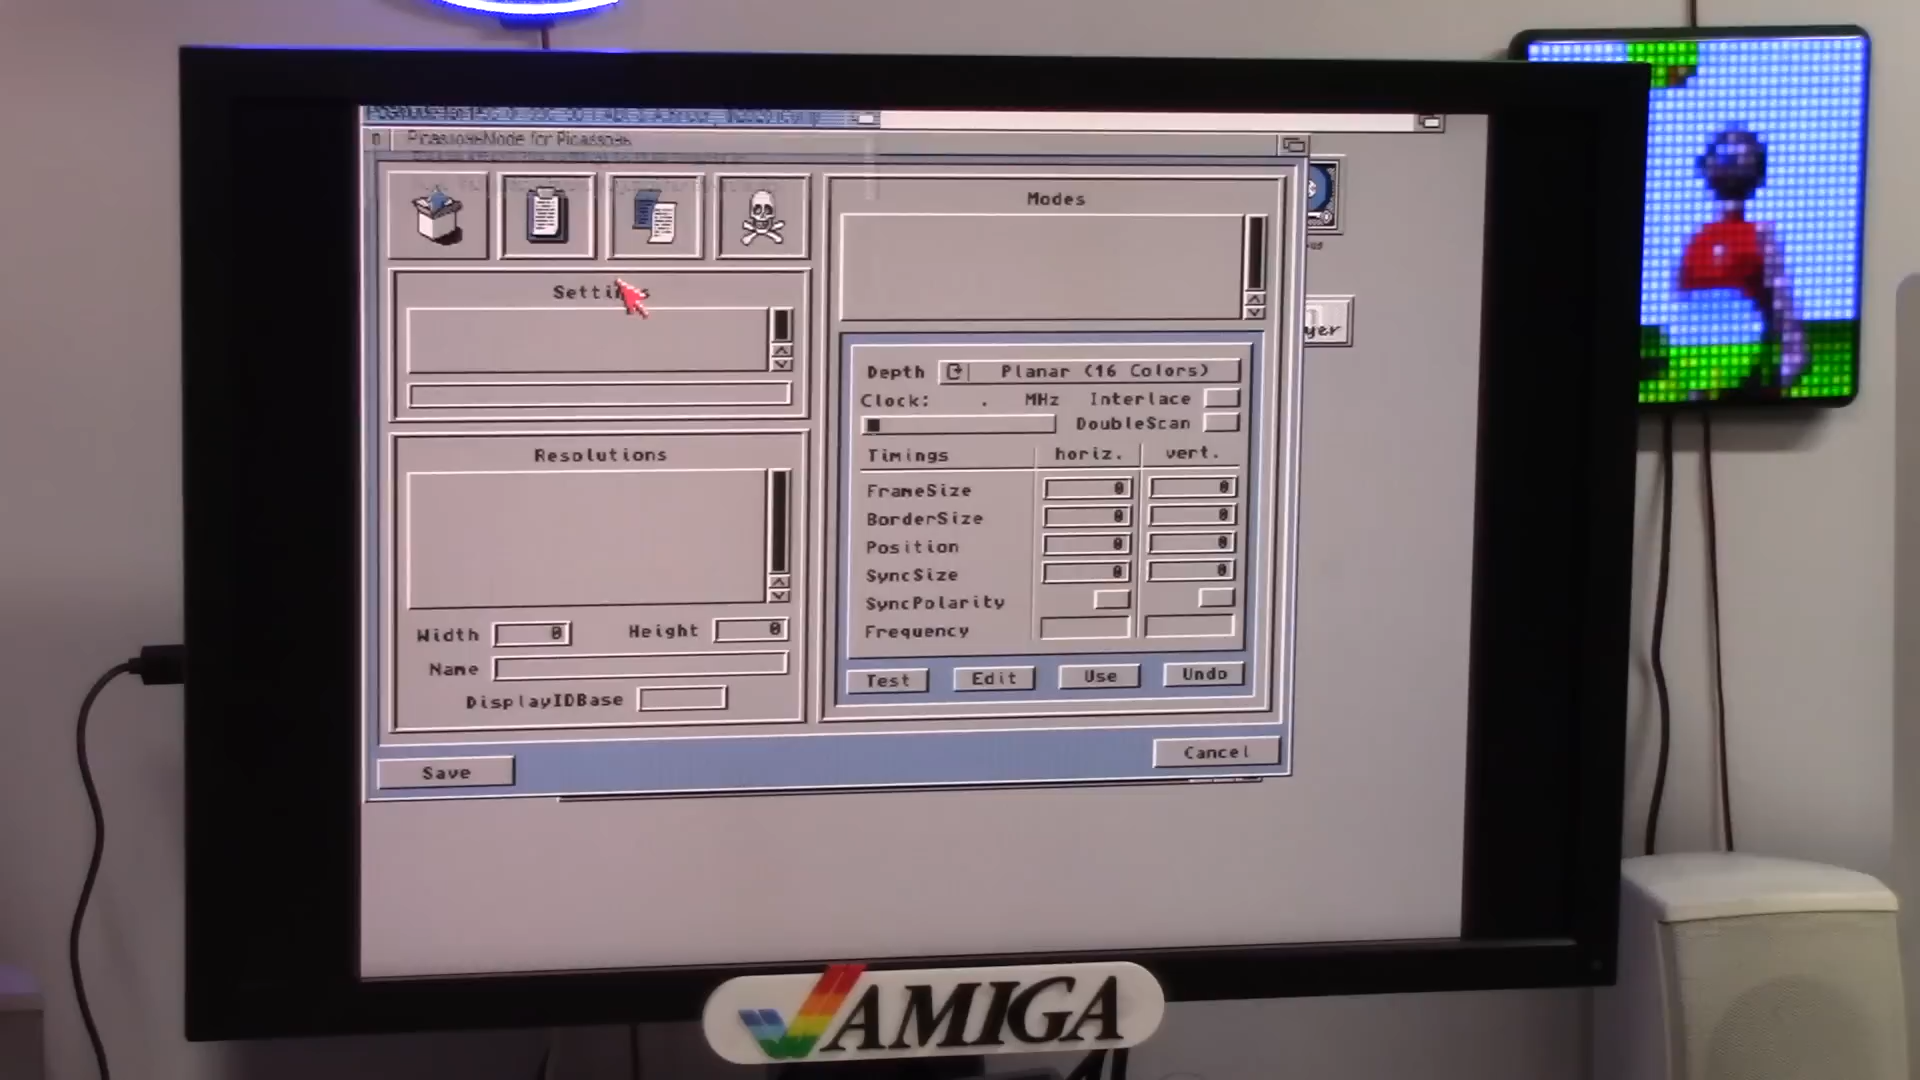 Picasso96Mode for Picasso96
Settings
Resolutions
Width 0 Height 0
Name
DisplayIDBase
Save
Modes
Depth Planar (16 Colors)
Clock: . MHz Interlace
DoubleScan
Timings horiz. vert.
FrameSize 0 0
BorderSize 0 0
Position 0 0
SyncSize 0 0
SyncPolarity
Frequency
Test Edit Use Undo
Cancel
AMIGA